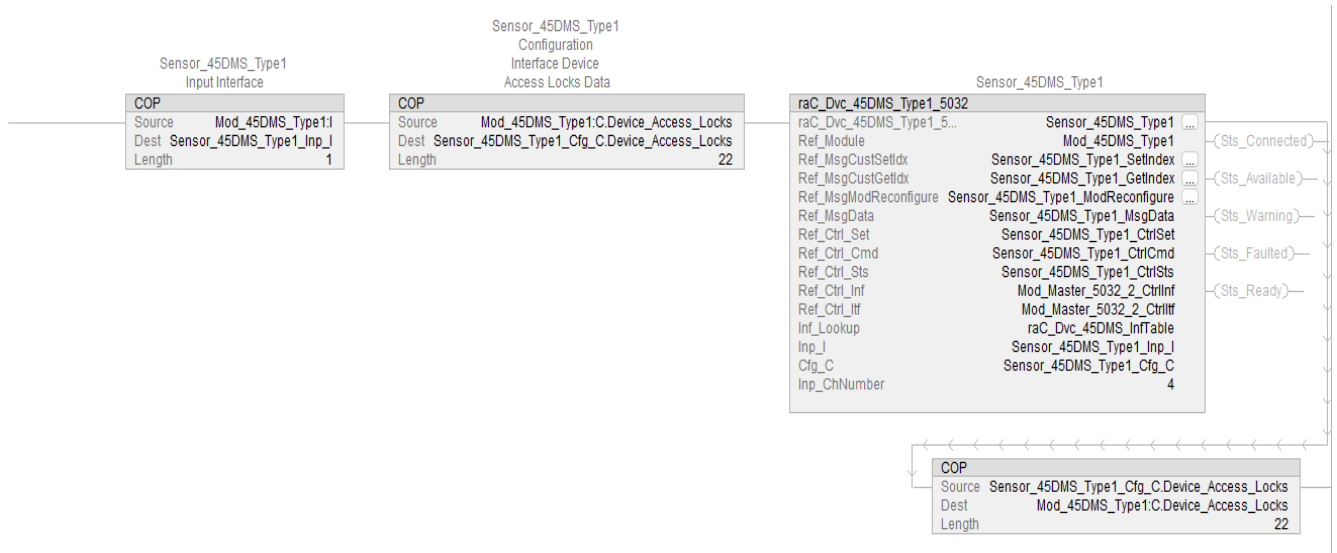 Sensor_45DMS_Type1
Input Interface
COP
Source Mod_45DMS_Type1:I
Dest Sensor_45DMS_Type1_Inp_I
Length 1
Sensor_45DMS_Type1
Configuration
Interface Device
Access Locks Data
COP
Source Mod_45DMS_Type1:C.Device_Access_Locks
Dest Sensor_45DMS_Type1_Cfg_C.Device_Access_Locks
Length 22
Sensor_45DMS_Type1
raC_Dvc_45DMS_Type1_5032
raC_Dvc_45DMS_Type1_5... Sensor_45DMS_Type1 ...
Ref_Module Mod_45DMS_Type1 (Sts_Connected)
Ref_MsgCustSetIdx Sensor_45DMS_Type1_SetIndex ...
Ref_MsgCustGetIdx Sensor_45DMS_Type1_GetIndex ... (Sts_Available)
Ref_MsgModReconfigure Sensor_45DMS_Type1_ModReconfigure ...
Ref_MsgData Sensor_45DMS_Type1_MsgData (Sts_Warning)
Ref_Ctrl_Set Sensor_45DMS_Type1_CtrlSet
Ref_Ctrl_Cmd Sensor_45DMS_Type1_CtrlCmd (Sts_Faulted)
Ref_Ctrl_Sts Sensor_45DMS_Type1_CtrlSts
Ref_Ctrl_Inf Mod_Master_5032_2_CtrlInf (Sts_Ready)
Ref_Ctrl_Itf Mod_Master_5032_2_CtrlItf
Inf_Lookup raC_Dvc_45DMS_InfTable
Inp_I Sensor_45DMS_Type1_Inp_I
Cfg_C Sensor_45DMS_Type1_Cfg_C
Inp_ChNumber 4
COP
Source Sensor_45DMS_Type1_Cfg_C.Device_Access_Locks
Dest Mod_45DMS_Type1:C.Device_Access_Locks
Length 22